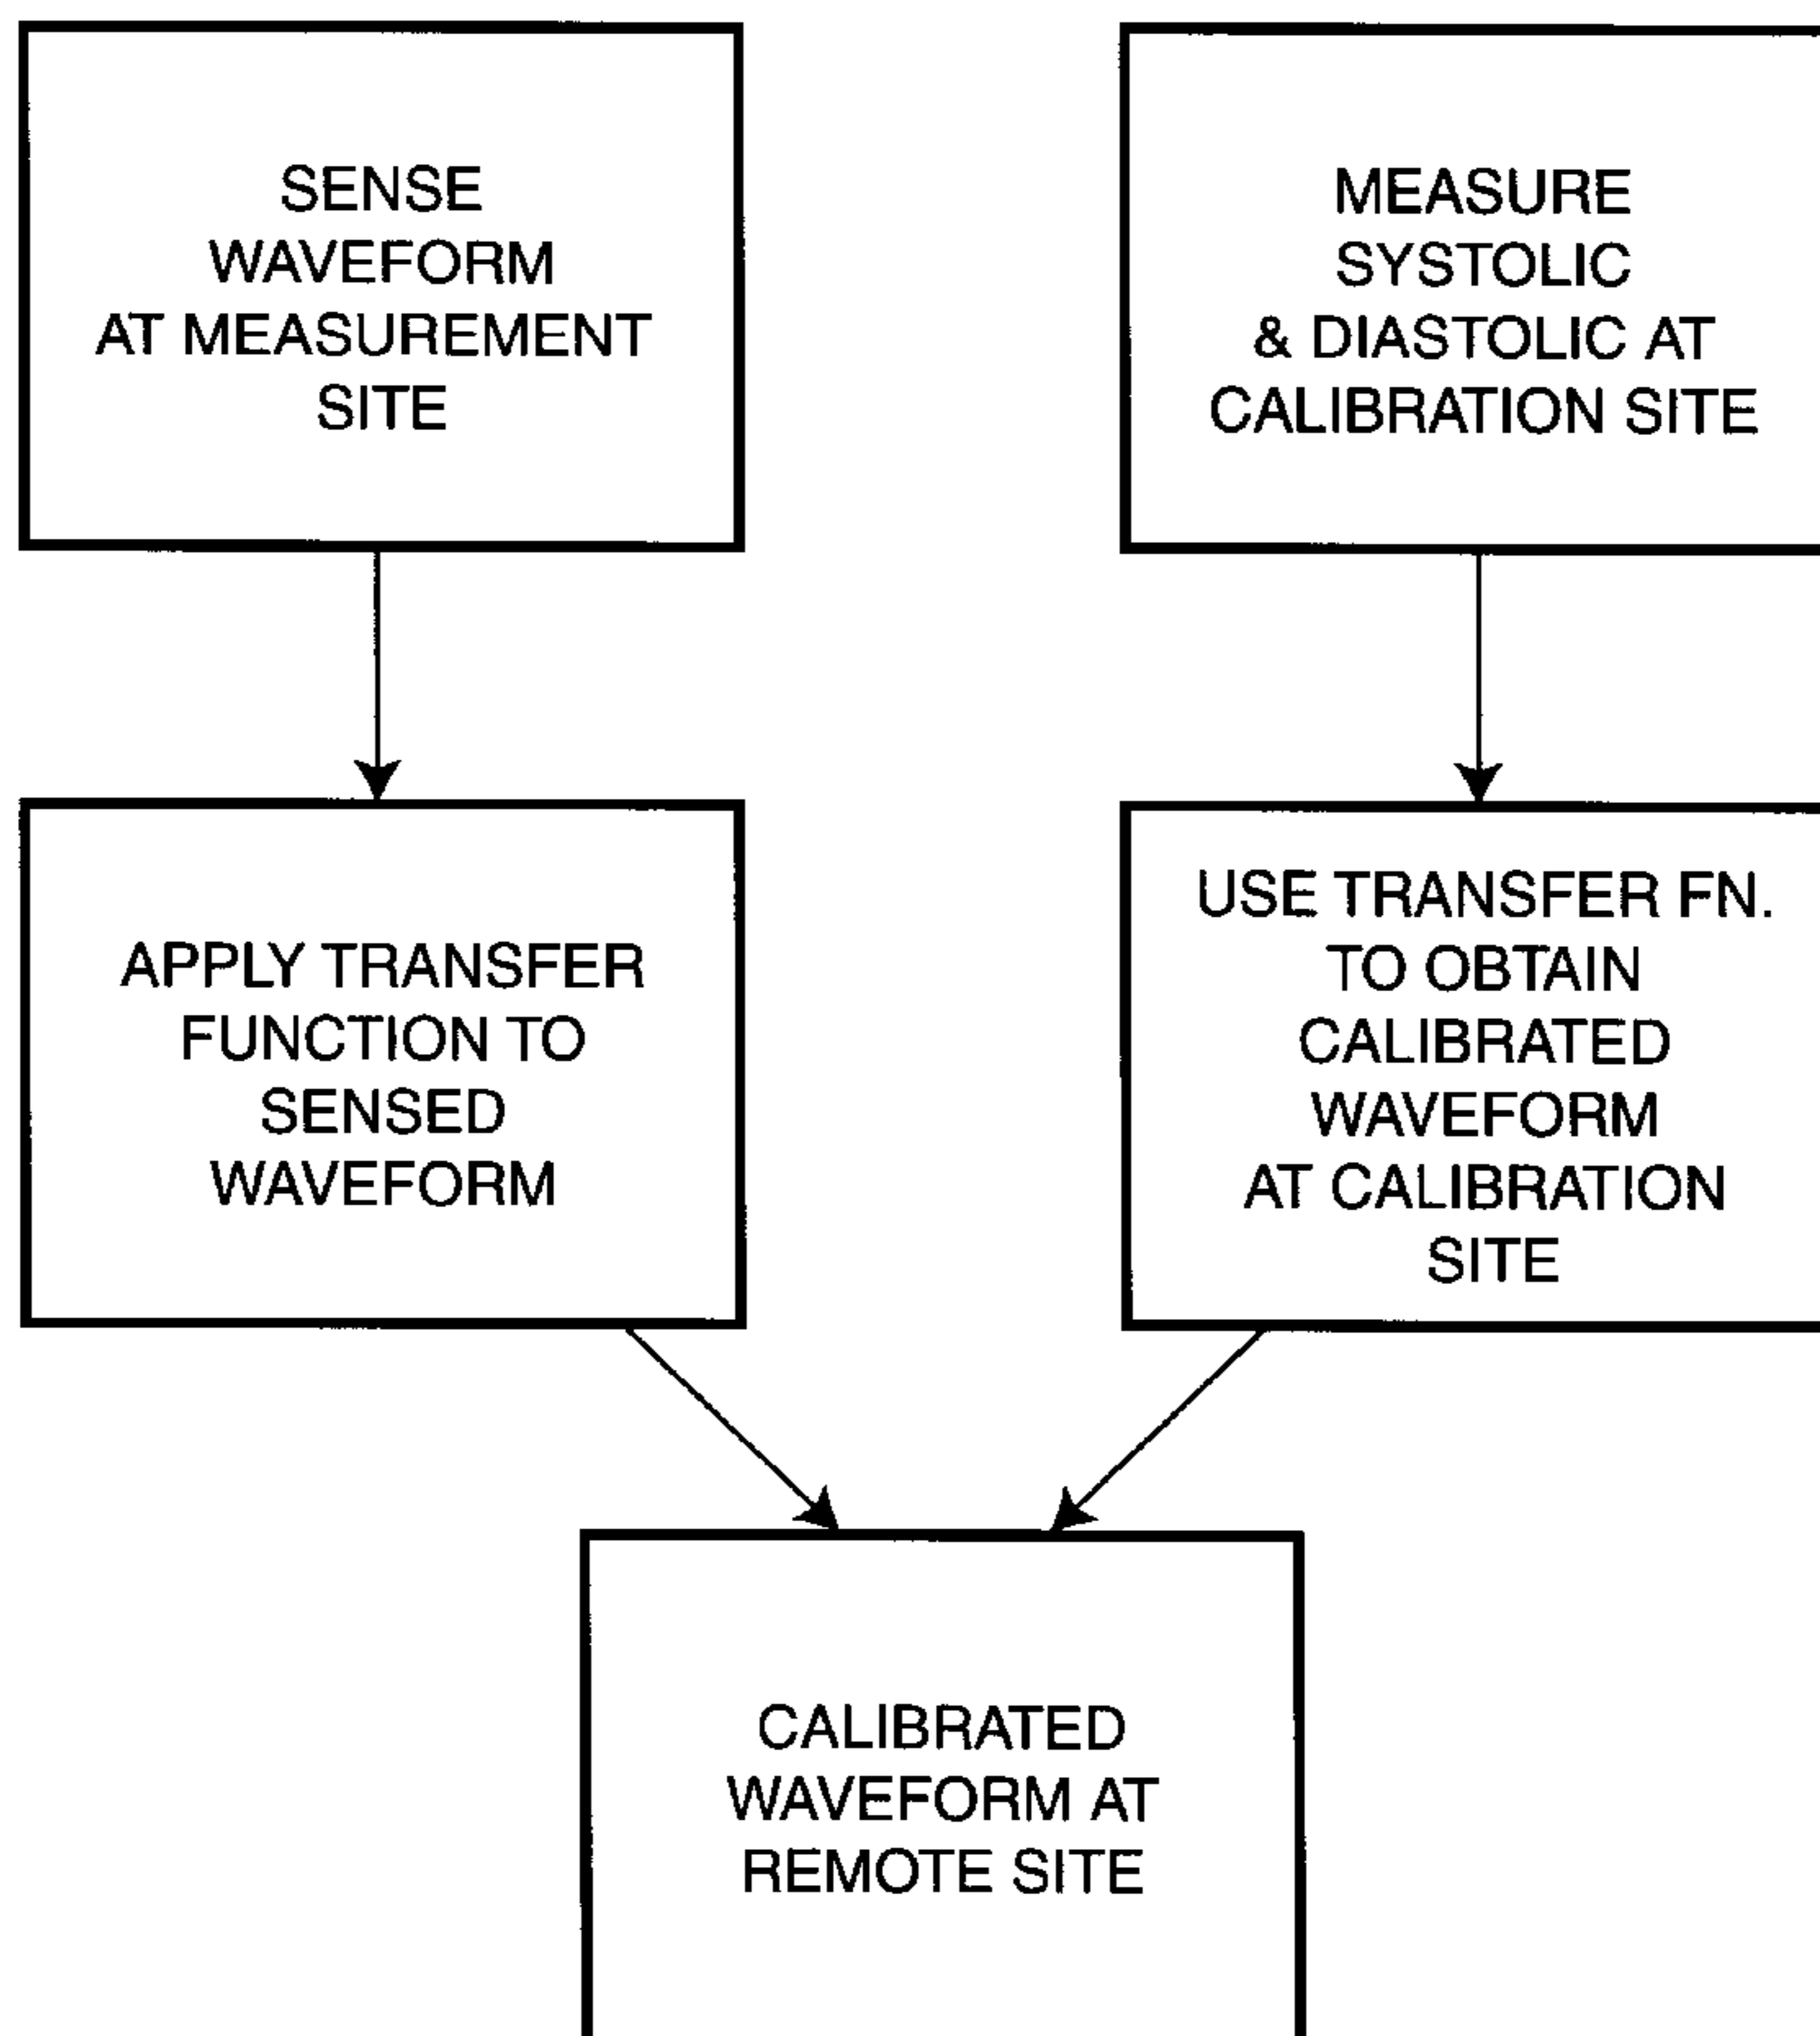 SENSE
WAVEFORM
AT MEASUREMENT
SITE
MEASURE
SYSTOLIC
& DIASTOLIC AT
CALIBRATION SITE
APPLY TRANSFER
FUNCTION TO
SENSED
WAVEFORM
USE TRANSFER FN.
TO OBTAIN
CALIBRATED
WAVEFORM
AT CALIBRATION
SITE
CALIBRATED
WAVEFORM AT
REMOTE SITE